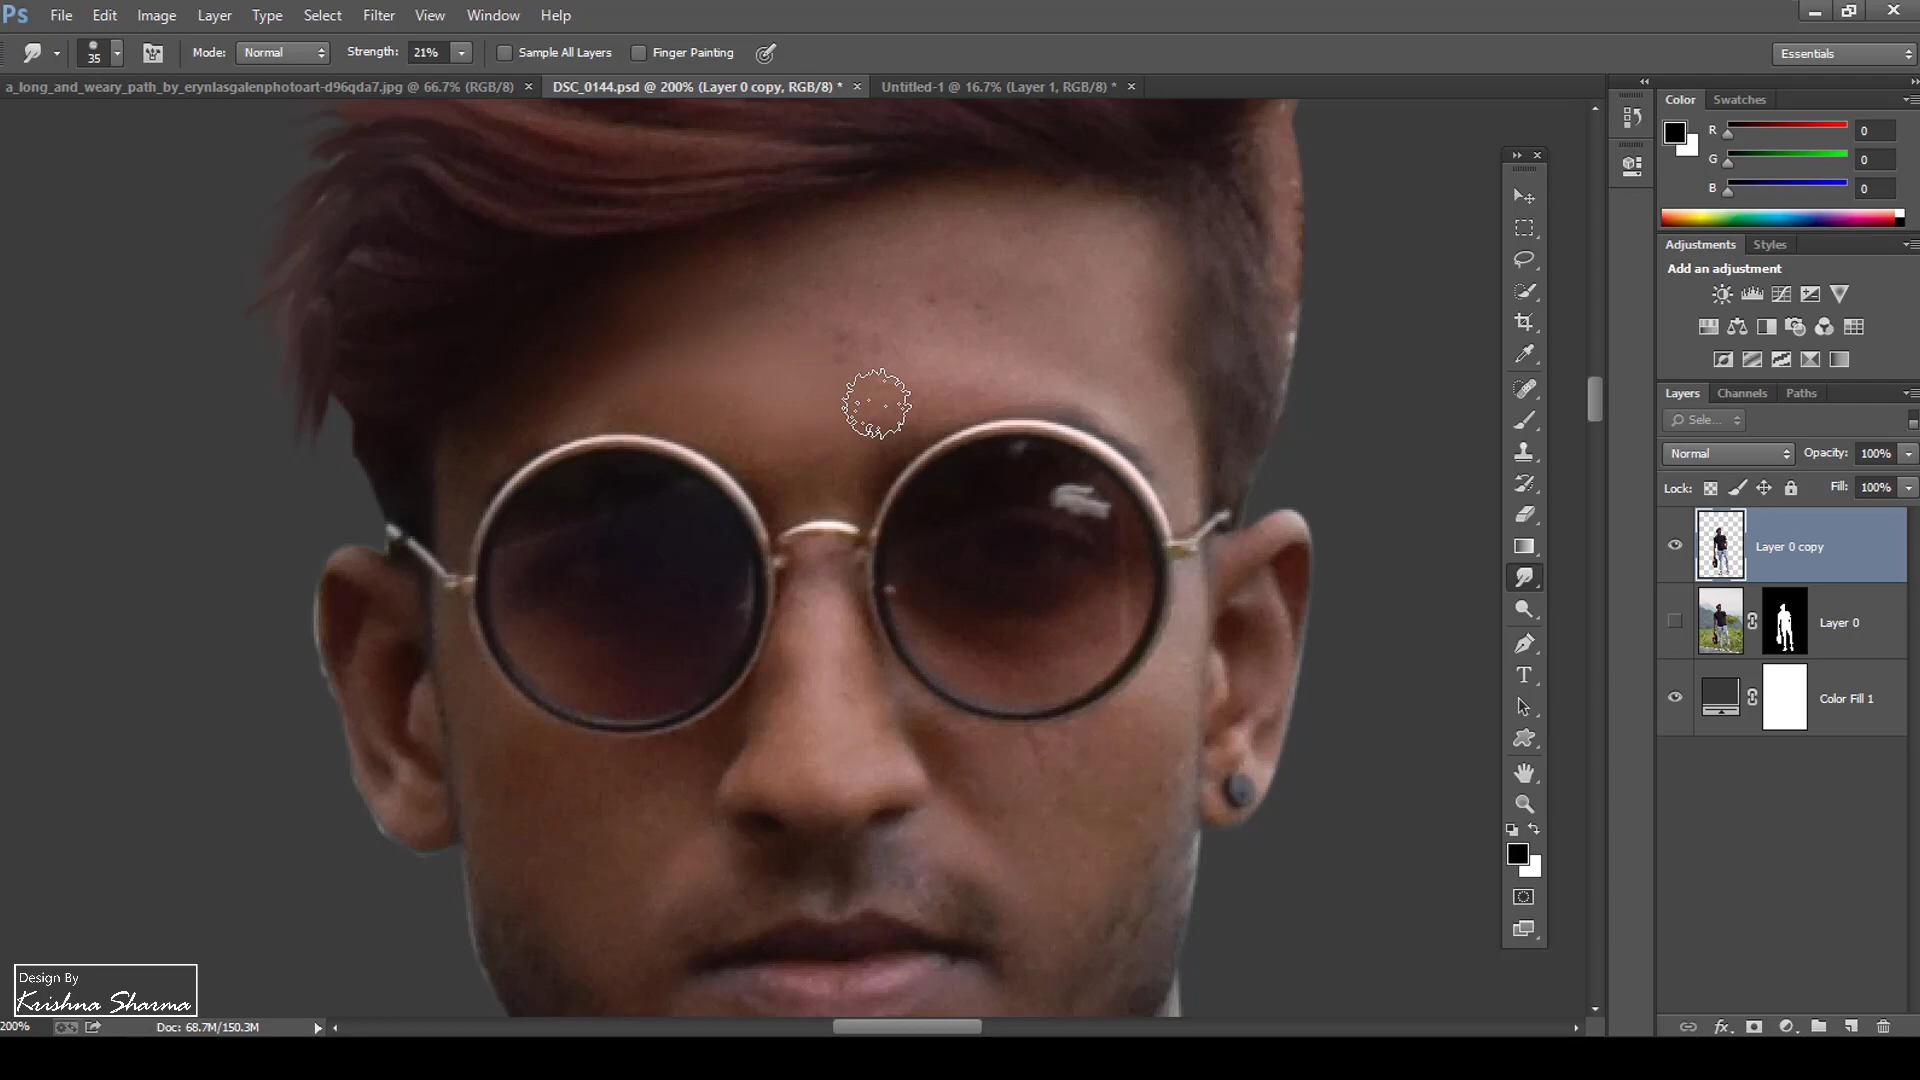 Ps File Edit Image Layer Type Select Filter View Window Help
35 Mode: Normal Strength: 21% Sample All Layers Finger Painting Essentials
a_long_and_weary_path_by_erynlasgalenphotoart-d96qda7.jpg @ 66.7% (RGB/8) DSC_0144.psd @ 200% (Layer 0 copy, RGB/8) * Untitled-1 @ 16.7% (Layer 1, RGB/8) *
Color Swatches
R 0
G 0
B 0
Adjustments Styles
Add an adjustment
Layers Channels Paths
Sele...
Normal Opacity: 100%
Lock: Fill: 100%
Layer 0 copy
Layer 0
Color Fill 1
Design By
Krishna Sharma
200% Doc: 68.7M/150.3M